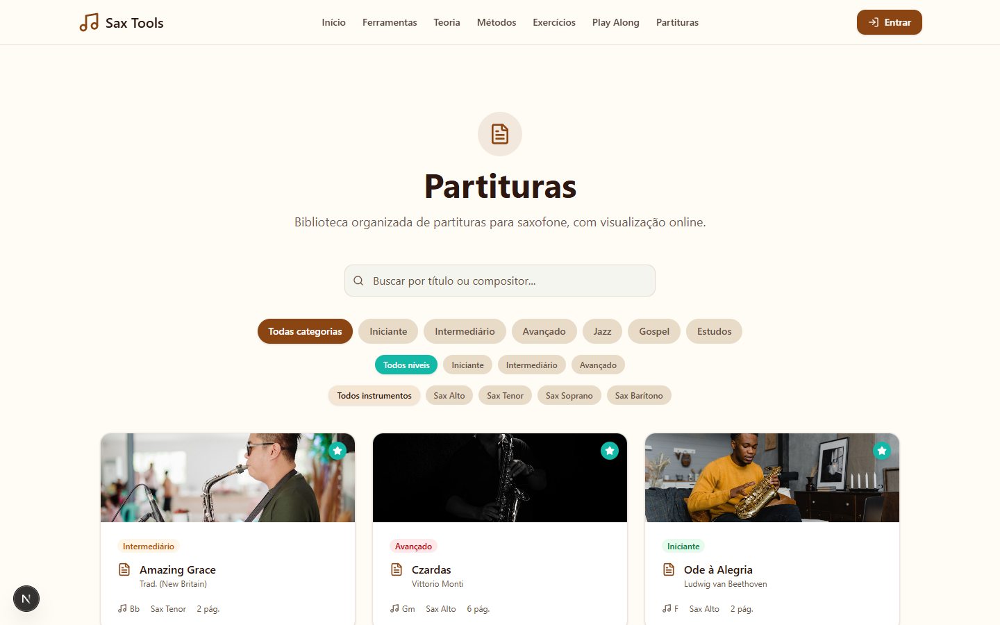 Sax Tools
Início Ferramentas Teoria Métodos Exercícios Play Along Partituras
Entrar
Partituras
Biblioteca organizada de partituras para saxofone, com visualização online.
Buscar por título ou compositor...
Todas categorias Iniciante Intermediário Avançado Jazz Gospel Estudos
Todos níveis Iniciante Intermediário Avançado
Todos instrumentos Sax Alto Sax Tenor Sax Soprano Sax Barítono
Intermediário
Amazing Grace
Trad. (New Britain)
Bb Sax Tenor 2 pág.
Avançado
Czardas
Vittorio Monti
Gm Sax Alto 6 pág.
Iniciante
Ode à Alegria
Ludwig van Beethoven
F Sax Alto 2 pág.
N